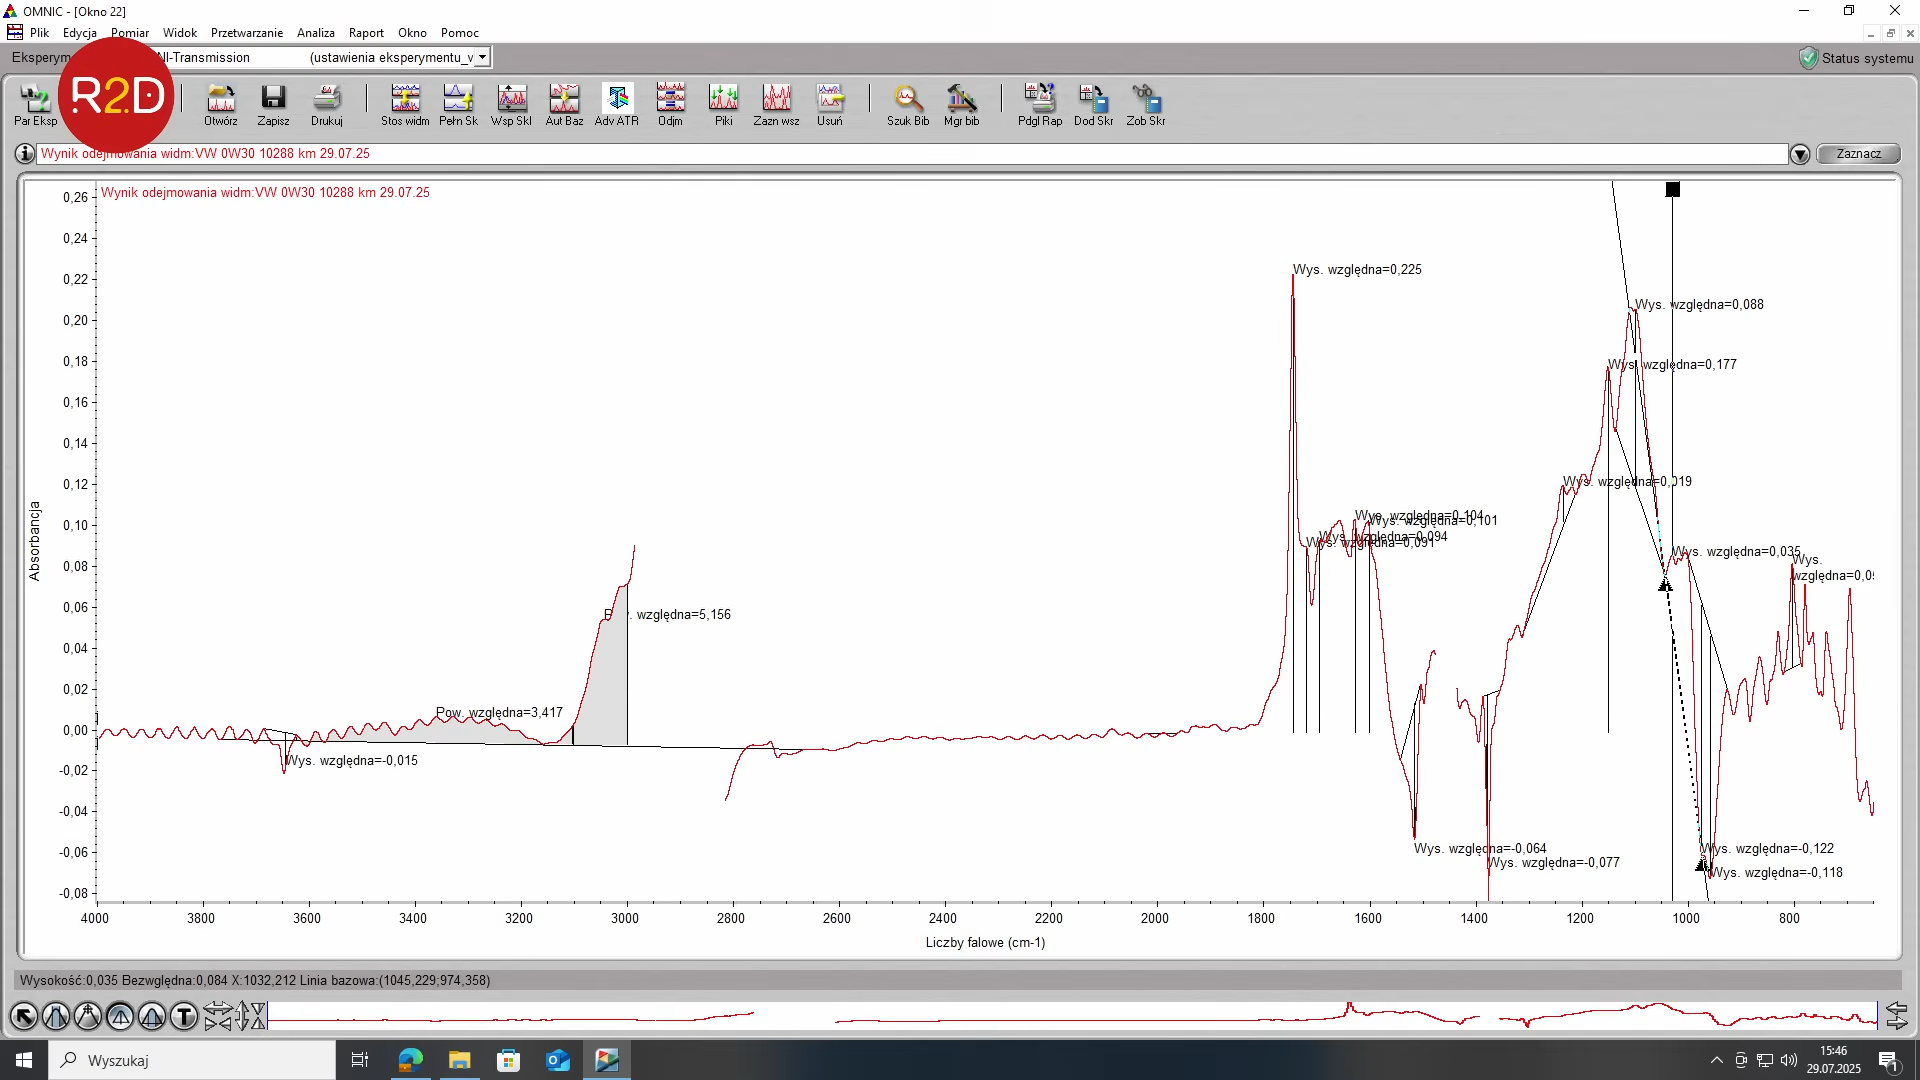 OMNIC - [Okno 22]
Plik Edycja Pomiar Widok Przetwarzanie Analiza Raport Okno Pomoc
R2D
NI-Transmission (ustawienia eksperymentu_v
Status systemu
Par Eksp Otwórz Zapisz Drukuj Stos widm Pełn Sk Wsp Skl Aut Baz Adv ATR Odjm Piki Zazn wsz Usuń Szuk Bib Mgr bib Pdgl Rap Dod Skr Zob Skr
Wynik odejmowania widm:VW 0W30 10288 km 29.07.25
Zaznacz
Wynik odejmowania widm:VW 0W30 10288 km 29.07.25
0,26
0,24
0,22
0,20
0,18
0,16
0,14
0,12
0,10
0,08
0,06
0,04
0,02
0,00
-0,02
-0,04
-0,06
-0,08
Absorbancja
Wys. względna=0,225
Wys. względna=0,088
Wys. względna=0,177
Wys. względna=0,019
Wys. względna=0,104
Wys. względna=0,101
Wys. względna=0,094
Wys. względna=0,091
Wys. względna=0,035
Wys.
względna=0,0
względna=5,156
Pow. względna=3,417
Wys. względna=-0,015
Wys. względna=-0,064
Wys. względna=-0,077
Wys. względna=-0,122
Wys. względna=-0,118
4000 3800 3600 3400 3200 3000 2800 2600 2400 2200 2000 1800 1600 1400 1200 1000 800
Liczby falowe (cm-1)
Wysokość:0,035 Bezwględna:0,084 X:1032,212 Linia bazowa:(1045,229;974,358)
T
Wyszukaj
15:46
29.07.2025
1